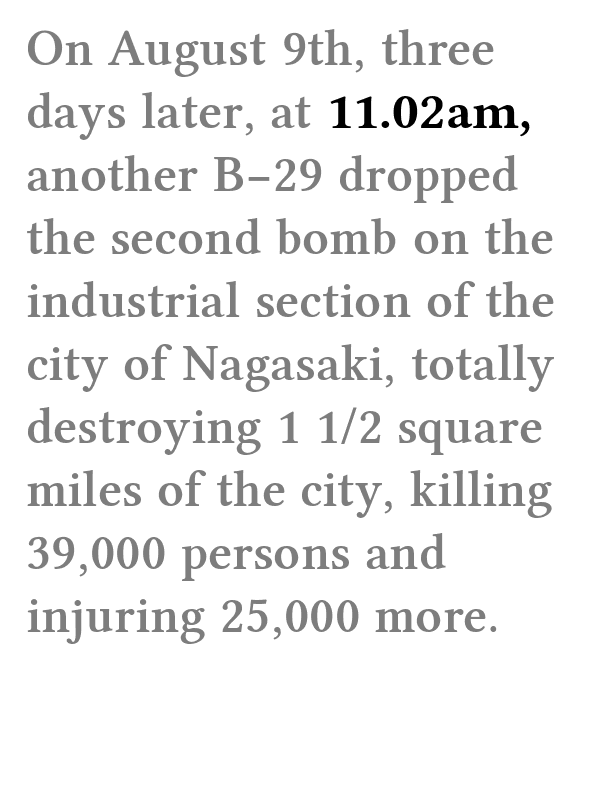 On August 9th, three
days later, at 11.02am,
another B–29 dropped
the second bomb on the
industrial section of the
city of Nagasaki, totally
destroying 1 1/2 square
miles of the city, killing
39,000 persons and
injuring 25,000 more.